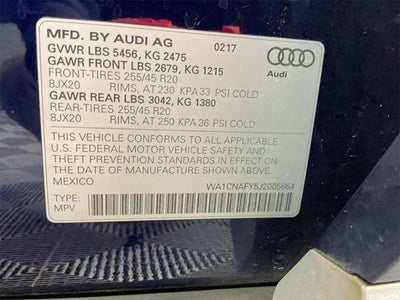 MFD. BY AUDI AG 0217
GVWR LBS 5456, KG 2475
GAWR FRONT LBS 2679, KG 1215
FRONT-TIRES 255/45 R20
8JX20 RIMS, AT 230 KPA 33 PSI COLD
GAWR REAR LBS 3042, KG 1380
REAR-TIRES 255/45 R20
8JX20 RIMS, AT 250 KPA 36 PSI COLD
Audi
THIS VEHICLE CONFORMS TO ALL APPLICABLE
U.S. FEDERAL MOTOR VEHICLE SAFETY AND
THEFT PREVENTION STANDARDS IN EFFECT ON
THE DATE OF MANUFACTURE SHOWN ABOVE.
MEXICO
WA1CNAFY5J2005664
TYPE:
MPV